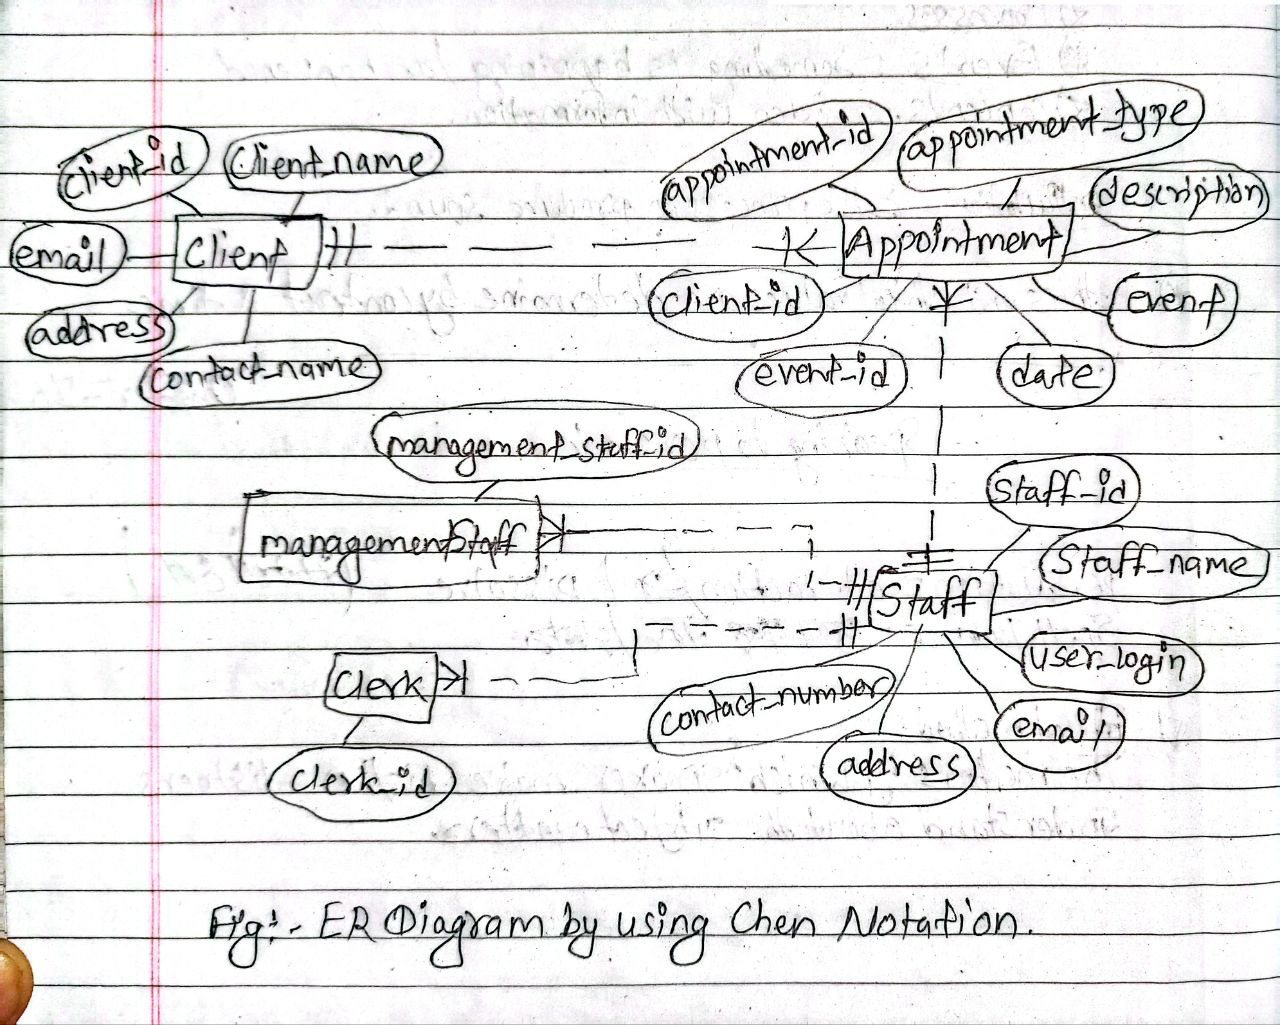 client_id
Client_name
appointment_id
appointment_type
description
email
Client
Appointment
address
contact_name
client_id
event
event_id
date
management_staff_id
managementStaff
Staff_id
Staff_name
Staff
user_login
Clerk
contact_number
email
address
Clerk_id
Fig:- ER Diagram by using Chen Notation.